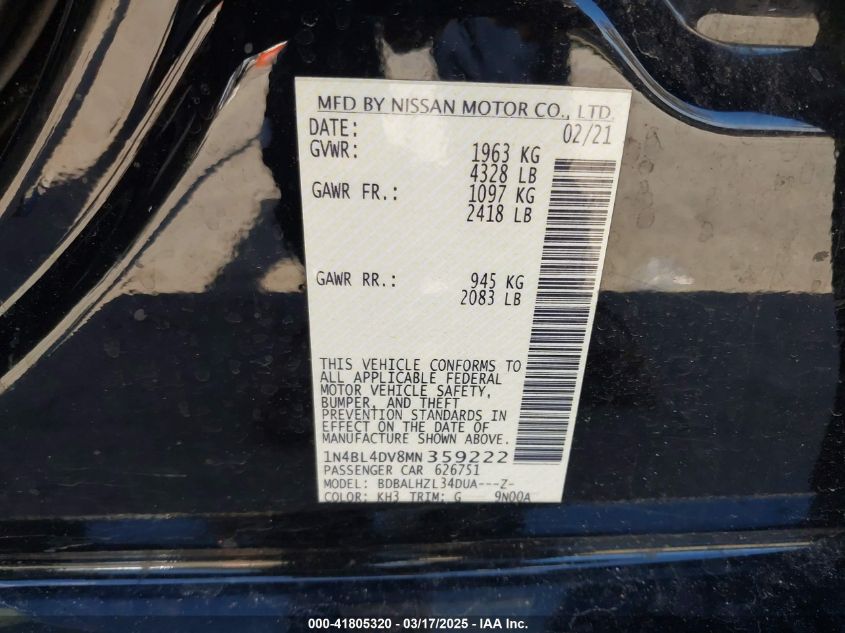 MFD BY NISSAN MOTOR CO., LTD.
DATE: 02/21
GVWR: 1963 KG
4328 LB
GAWR FR.: 1097 KG
2418 LB
GAWR RR.: 945 KG
2083 LB
THIS VEHICLE CONFORMS TO
ALL APPLICABLE FEDERAL
MOTOR VEHICLE SAFETY,
BUMPER, AND THEFT
PREVENTION STANDARDS IN
EFFECT ON THE DATE OF
MANUFACTURE SHOWN ABOVE.
1N4BL4DV8MN 359222
PASSENGER CAR 626751
MODEL: BDBALHZL34DUA---Z-
COLOR: KH3 TRIM: G 9N00A
000-41805320 — 03/17/2025 — IAA Inc.